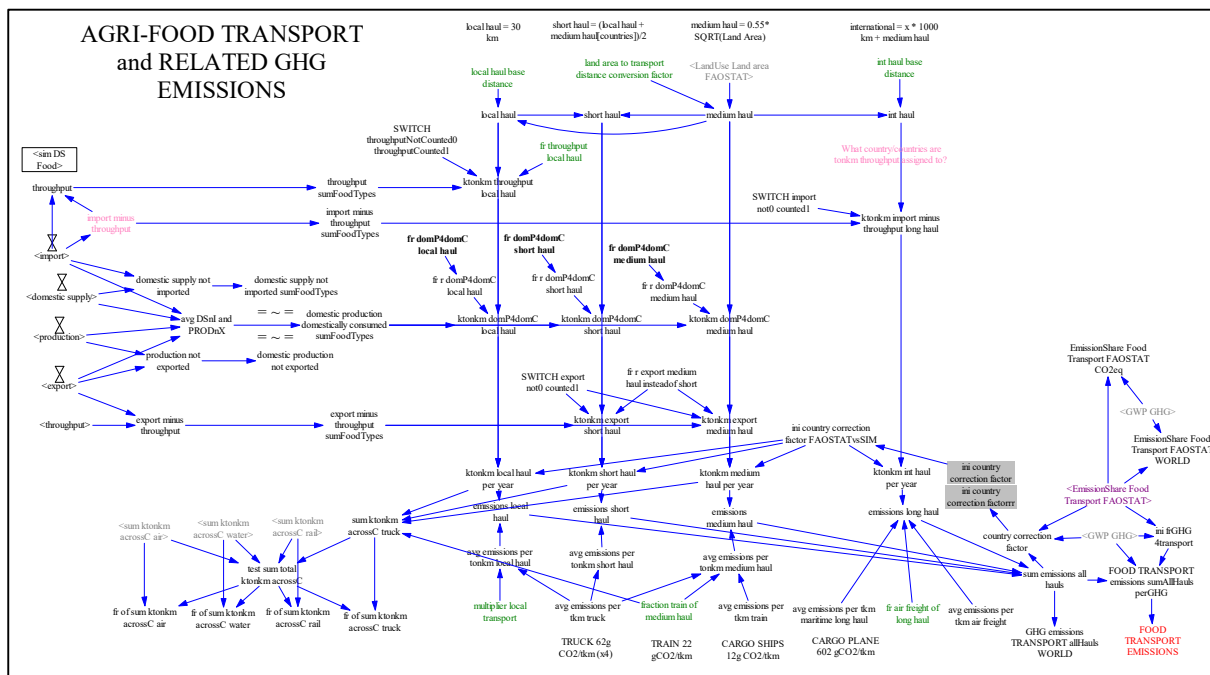 AGRI-FOOD TRANSPORT
and RELATED GHG
EMISSIONS
local haul = 30
km
short haul = (local haul +
medium haul[countries])/2
medium haul = 0.55*
SQRT(Land Area)
international = x * 1000
km + medium haul
local haul base
distance
land area to transport
distance conversion factor
<LandUse Land area
FAOSTAT>
int haul base
distance
local haul
short haul
medium haul
int haul
SWITCH
throughputNotCounted0
throughputCounted1
fr throughput
local haul
What country/countries are
tonkm throughput assigned to?
<sim DS
Food>
throughput
throughput
sumFoodTypes
ktonkm throughput
local haul
SWITCH import
not0 counted1
import minus
throughput
import minus
throughput
sumFoodTypes
ktonkm import minus
throughput long haul
<import>
fr domP4domC
local haul
fr domP4domC
short haul
fr domP4domC
medium haul
domestic supply not
imported
domestic supply not
imported sumFoodTypes
fr r domP4domC
local haul
fr r domP4domC
short haul
fr r domP4domC
medium haul
<domestic supply>
= ~ =
avg DSnI and
PRODnX
domestic production
domestically consumed
sumFoodTypes
ktonkm domP4domC
local haul
ktonkm domP4domC
short haul
ktonkm domP4domC
medium haul
<production>
= ~ =
production not
exported
domestic production
not exported
<export>
SWITCH export
not0 counted1
fr r export medium
haul insteadof short
EmissionShare Food
Transport FAOSTAT
CO2eq
<GWP GHG>
<throughput>
export minus
throughput
export minus
throughput
sumFoodTypes
ktonkm export
short haul
ktonkm export
medium haul
ini country correction
factor FAOSTATvsSIM
EmissionShare Food
Transport FAOSTAT
WORLD
ktonkm local haul
per year
ktonkm short haul
per year
ktonkm medium
haul per year
ktonkm int haul
per year
ini country
correction factor
ini country
correction factorrr
<EmissionShare Food
Transport FAOSTAT>
<sum ktonkm
acrossC air>
<sum ktonkm
acrossC water>
<sum ktonkm
acrossC rail>
sum ktonkm
acrossC truck
emissions local
haul
emissions short
haul
emissions
medium haul
emissions long haul
country correction
factor
<GWP GHG>
ini frGHG
4transport
test sum total
ktonkm acrossC
avg emissions per
tonkm local haul
avg emissions per
tonkm short haul
avg emissions per
tonkm medium haul
sum emissions all
hauls
FOOD TRANSPORT
emissions sumAllHauls
perGHG
fr of sum ktonkm
acrossC air
fr of sum ktonkm
acrossC water
fr of sum ktonkm
acrossC rail
fr of sum ktonkm
acrossC truck
multiplier local
transport
avg emissions per
tkm truck
fraction train of
medium haul
avg emissions per
tkm train
avg emissions per tkm
maritime long haul
fr air freight of
long haul
avg emissions per
tkm air freight
TRUCK 62g
CO2/tkm (x4)
TRAIN 22
gCO2/tkm
CARGO SHIPS
12g CO2/tkm
CARGO PLANE
602 gCO2/tkm
GHG emissions
TRANSPORT allHauls
WORLD
FOOD
TRANSPORT
EMISSIONS